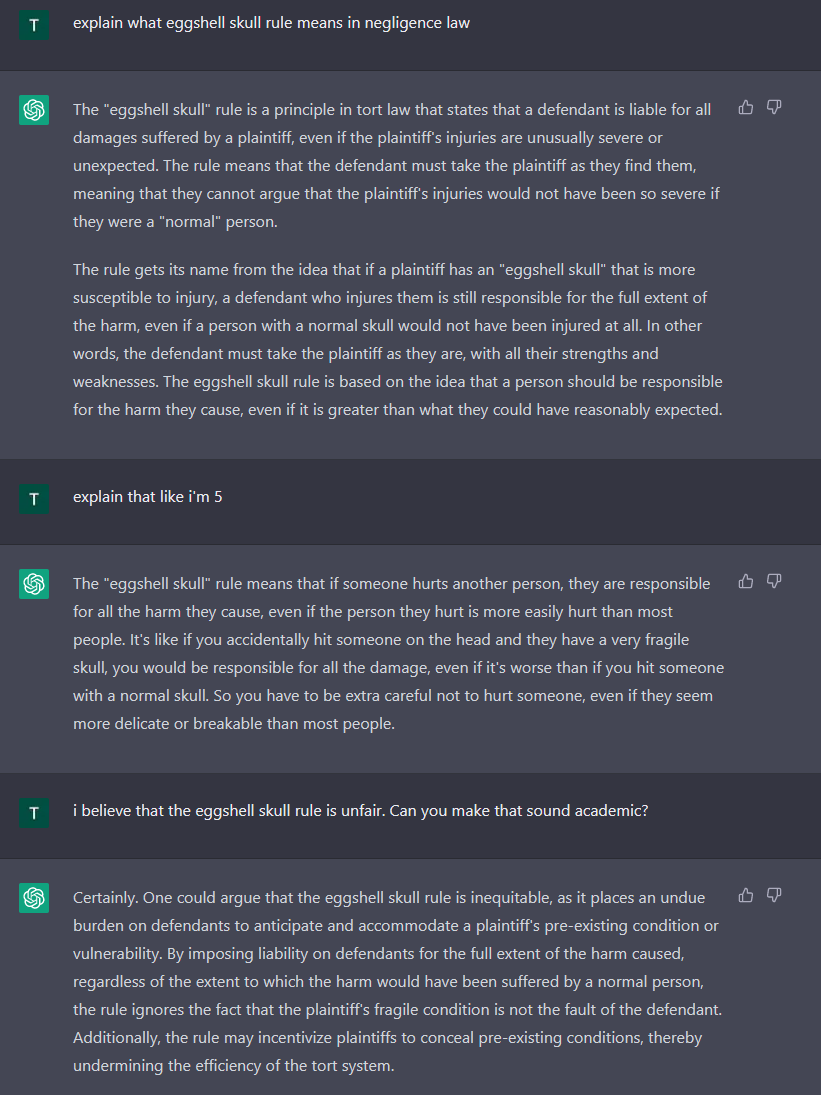 T
explain what eggshell skull rule means in negligence law
The "eggshell skull" rule is a principle in tort law that states that a defendant is liable for all
damages suffered by a plaintiff, even if the plaintiff's injuries are unusually severe or
unexpected. The rule means that the defendant must take the plaintiff as they find them,
meaning that they cannot argue that the plaintiff's injuries would not have been so severe if
they were a "normal" person.
The rule gets its name from the idea that if a plaintiff has an "eggshell skull" that is more
susceptible to injury, a defendant who injures them is still responsible for the full extent of
the harm, even if a person with a normal skull would not have been injured at all. In other
words, the defendant must take the plaintiff as they are, with all their strengths and
weaknesses. The eggshell skull rule is based on the idea that a person should be responsible
for the harm they cause, even if it is greater than what they could have reasonably expected.
T
explain that like i'm 5
The "eggshell skull" rule means that if someone hurts another person, they are responsible
for all the harm they cause, even if the person they hurt is more easily hurt than most
people. It's like if you accidentally hit someone on the head and they have a very fragile
skull, you would be responsible for all the damage, even if it's worse than if you hit someone
with a normal skull. So you have to be extra careful not to hurt someone, even if they seem
more delicate or breakable than most people.
T
i believe that the eggshell skull rule is unfair. Can you make that sound academic?
Certainly. One could argue that the eggshell skull rule is inequitable, as it places an undue
burden on defendants to anticipate and accommodate a plaintiff's pre-existing condition or
vulnerability. By imposing liability on defendants for the full extent of the harm caused,
regardless of the extent to which the harm would have been suffered by a normal person,
the rule ignores the fact that the plaintiff's fragile condition is not the fault of the defendant.
Additionally, the rule may incentivize plaintiffs to conceal pre-existing conditions, thereby
undermining the efficiency of the tort system.